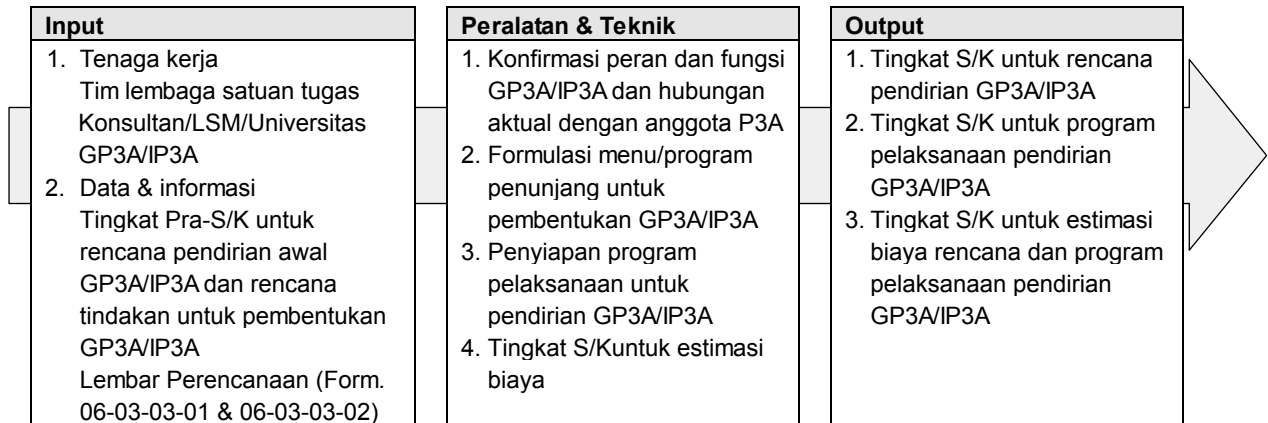 Input
1. Tenaga kerja
Tim lembaga satuan tugas
Konsultan/LSM/Universitas
GP3A/IP3A
2. Data & informasi
Tingkat Pra-S/K untuk
rencana pendirian awal
GP3A/IP3A dan rencana
tindakan untuk pembentukan
GP3A/IP3A
Lembar Perencanaan (Form.
06-03-03-01 & 06-03-03-02)
Peralatan & Teknik
1. Konfirmasi peran dan fungsi
GP3A/IP3A dan hubungan
aktual dengan anggota P3A
2. Formulasi menu/program
penunjang untuk
pembentukan GP3A/IP3A
3. Penyiapan program
pelaksanaan untuk
pendirian GP3A/IP3A
4. Tingkat S/Kuntuk estimasi
biaya
Output
1. Tingkat S/K untuk rencana
pendirian GP3A/IP3A
2. Tingkat S/K untuk program
pelaksanaan pendirian
GP3A/IP3A
3. Tingkat S/K untuk estimasi
biaya rencana dan program
pelaksanaan pendirian
GP3A/IP3A